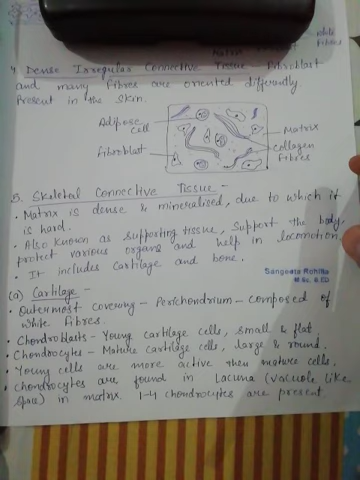 white
Fibres
Matrix
4. Dense Irregular Connective Tissue - Fibroblast
and many fibres are oriented differently.
Present in the skin.
Adipose
cell
Fibroblast
Matrix
Collagen
Fibres
5. Skeletal Connective Tissue -
• Matrix is dense & mineralised, due to which it
is hard.
• Also known as supporting tissue, support the body,
protect various organs and help in locomotion.
• It includes cartilage and bone.
Sangeeta Rohilla
M.Sc. B.ED
(a) Cartilage -
• Outermost covering - Perichondrium - composed of
white fibres.
• Chondroblasts - Young cartilage cells, small & flat.
• Chondrocytes - Mature cartilage cells, large & round.
• Young cells are more active then mature cells.
• Chondrocytes are found in Lacuna (vacuole like
space) in matrix. 1-4 chondrocytes are present.